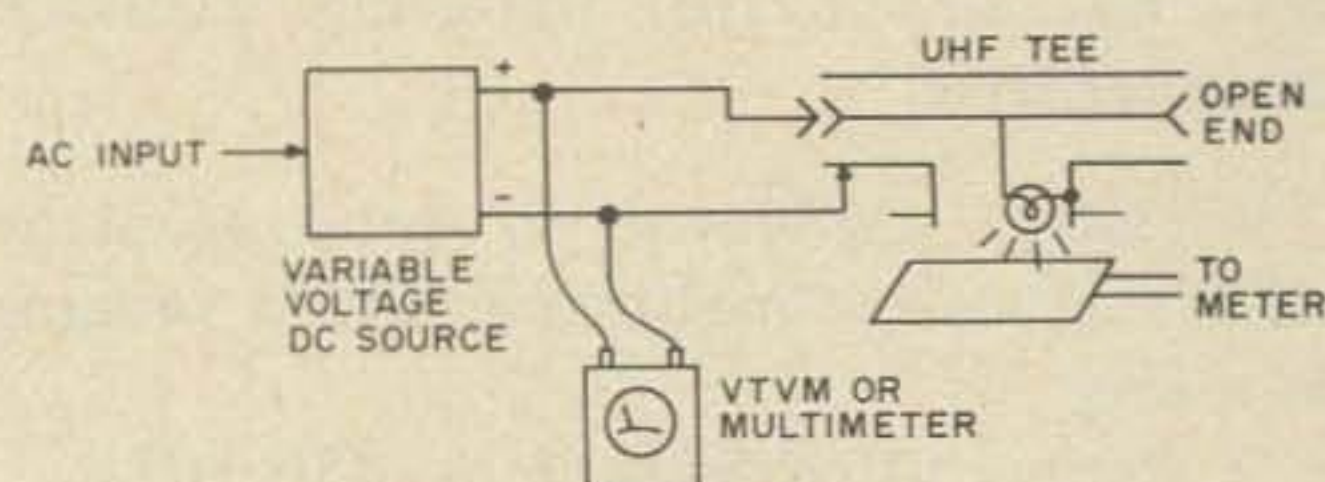 UHF TEE
+
OPEN
END
AC INPUT
-
VARIABLE
VOLTAGE
DC SOURCE
TO
METER
VTVM OR
MULTIMETER